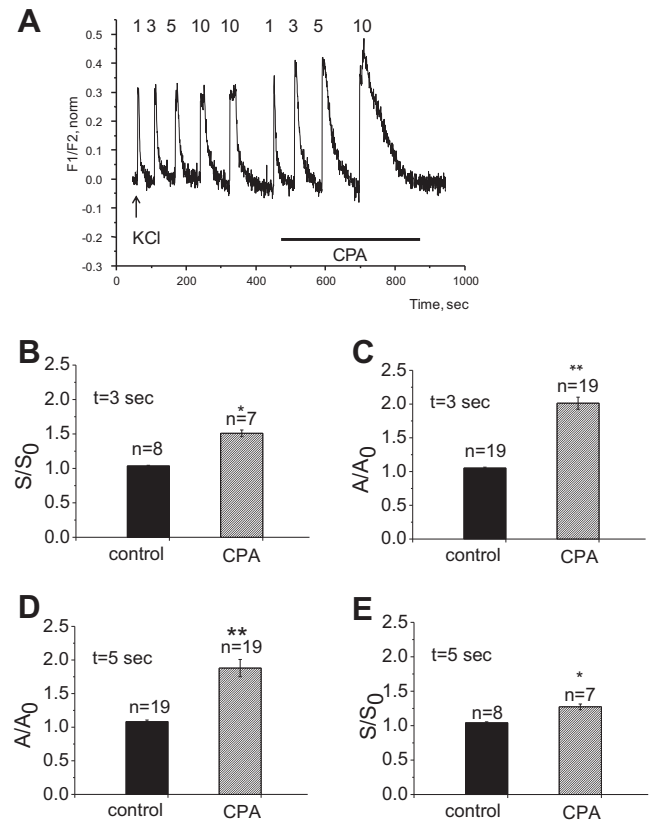 A
1 3 5 10 10 1 3 5 10
F1/F2, norm
0.5
0.4
0.3
0.2
0.1
0.0
-0.1
-0.2
-0.3
KCl
CPA
0 200 400 600 800 1000
Time, sec
B
S/S0
2.5
2.0
1.5
1.0
0.5
0.0
t=3 sec
n=8
*
n=7
control
CPA
C
A/A0
2.5
2.0
1.5
1.0
0.5
0.0
t=3 sec
n=19
**
n=19
control
CPA
D
A/A0
2.5
2.0
1.5
1.0
0.5
0.0
t=5 sec
n=19
**
n=19
control
CPA
E
S/S0
2.5
2.0
1.5
1.0
0.5
0.0
t=5 sec
n=8
*
n=7
control
CPA